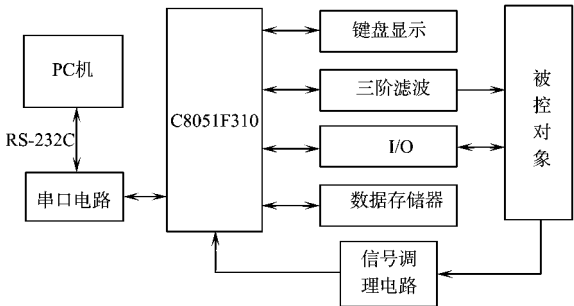 PC机
RS-232C
串口电路
C8051F310
键盘显示
三阶滤波
I/O
数据存储器
信号调
理电路
被
控
对
象